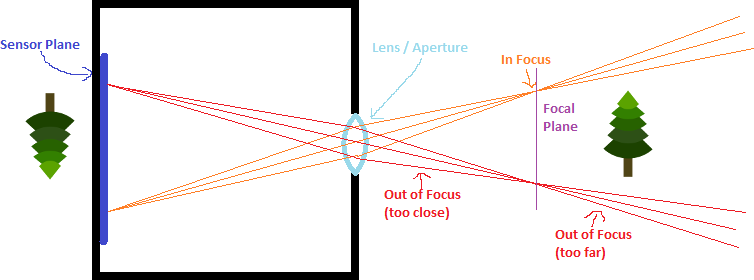 Sensor Plane
Lens / Aperture
In Focus
Focal
Plane
Out of Focus
(too close)
Out of Focus
(too far)